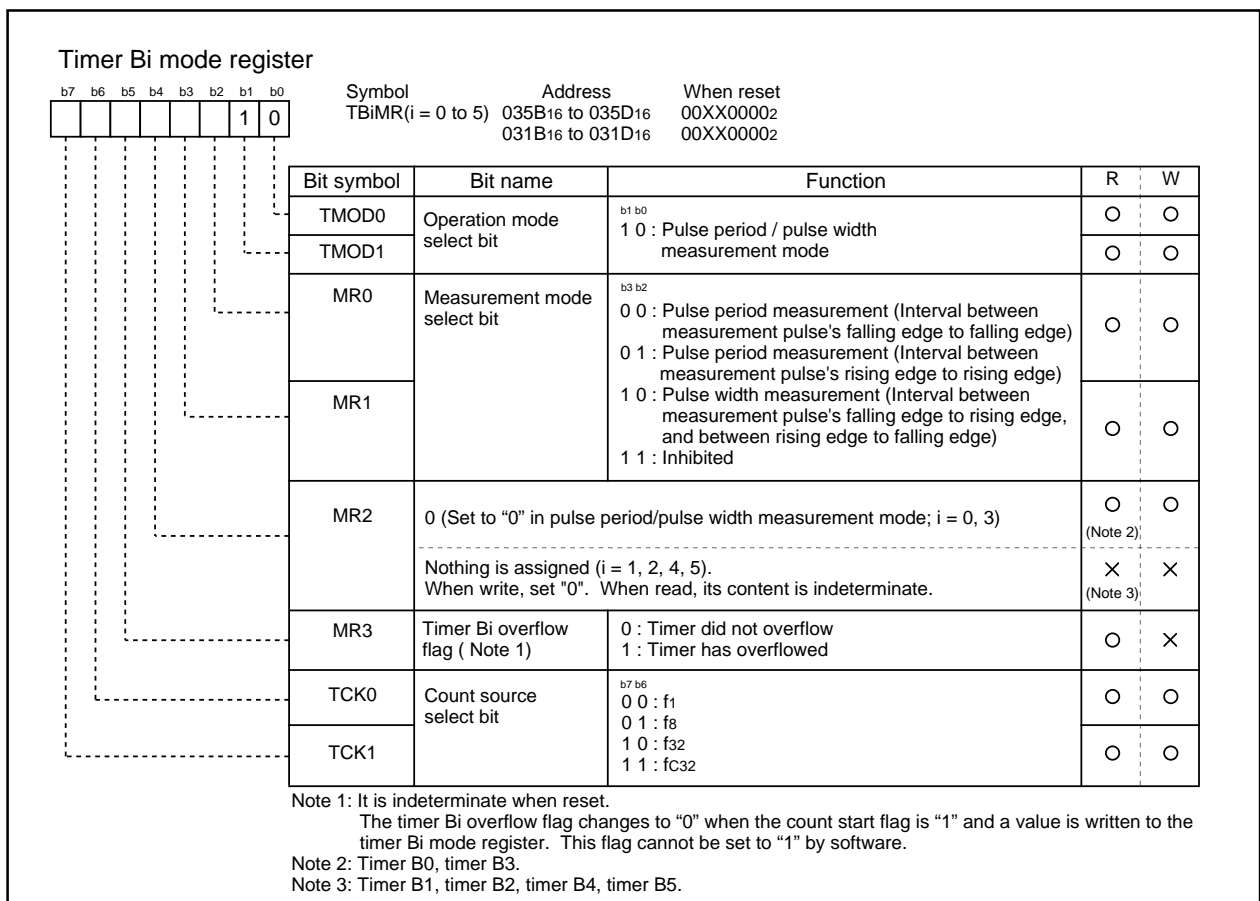 Timer Bi mode register
b7 b6 b5 b4 b3 b2 b1 b0
1 0
Symbol Address When reset
TBiMR(i = 0 to 5) 035B16 to 035D16 00XX00002
031B16 to 031D16 00XX00002
Bit symbol Bit name Function R W
TMOD0 Operation mode select bit
TMOD1
b1 b0
1 0 : Pulse period / pulse width
measurement mode
MR0 Measurement mode
select bit
b3 b2
0 0 : Pulse period measurement (Interval between
measurement pulse's falling edge to falling edge)
0 1 : Pulse period measurement (Interval between
measurement pulse's rising edge to rising edge)
MR1
1 0 : Pulse width measurement (Interval between
measurement pulse's falling edge to rising edge,
and between rising edge to falling edge)
1 1 : Inhibited
MR2 0 (Set to “0” in pulse period/pulse width measurement mode; i = 0, 3)
(Note 2)
Nothing is assigned (i = 1, 2, 4, 5).
When write, set "0". When read, its content is indeterminate.
(Note 3)
MR3 Timer Bi overflow
flag ( Note 1)
0 : Timer did not overflow
1 : Timer has overflowed
TCK0 Count source
select bit
b7 b6
0 0 : f1
0 1 : f8
TCK1
1 0 : f32
1 1 : fC32
Note 1: It is indeterminate when reset.
The timer Bi overflow flag changes to “0” when the count start flag is “1” and a value is written to the
timer Bi mode register. This flag cannot be set to “1” by software.
Note 2: Timer B0, timer B3.
Note 3: Timer B1, timer B2, timer B4, timer B5.